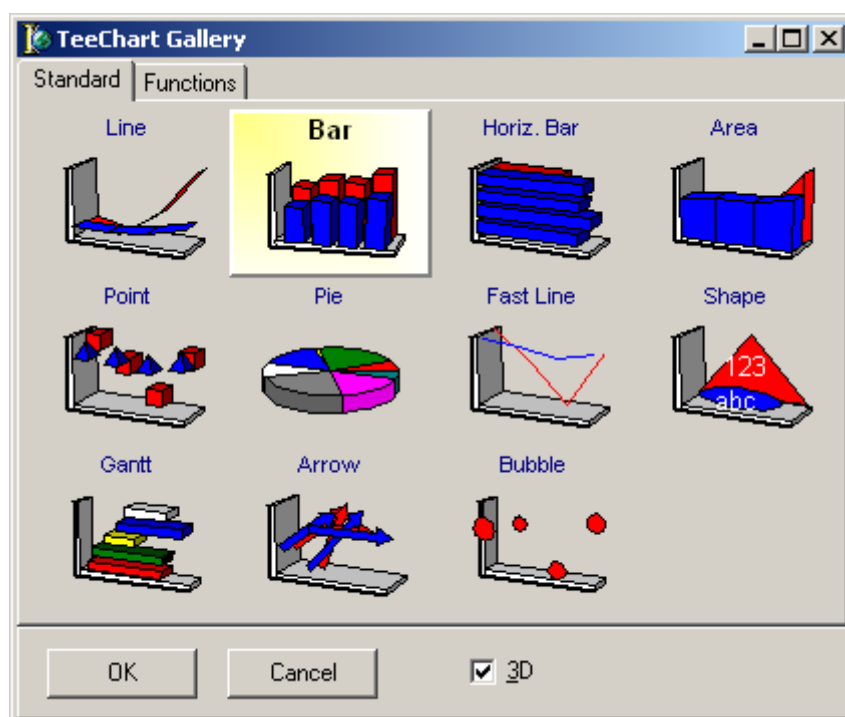 TeeChart Gallery
Standard Functions
Line Bar Horiz. Bar Area
Point Pie Fast Line Shape
123
abc
Gantt Arrow Bubble
OK Cancel 3D